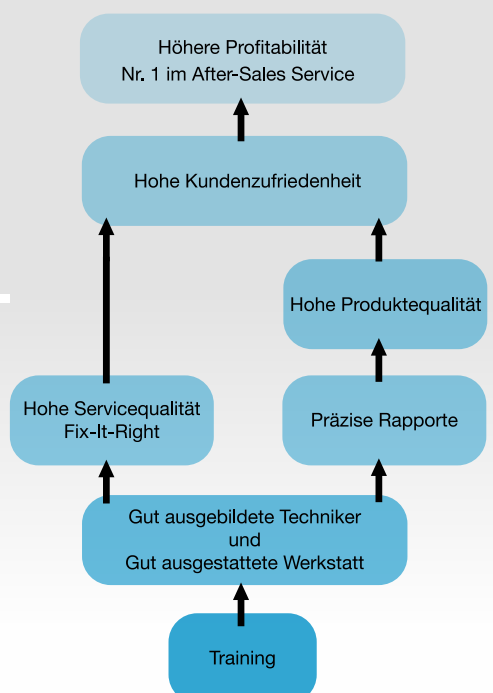 Höhere Profitabilität
Nr. 1 im After-Sales Service
Hohe Kundenzufriedenheit
Hohe Produktequalität
Hohe Servicequalität
Fix-It-Right
Präzise Rapporte
Gut ausgebildete Techniker
und
Gut ausgestattete Werkstatt
Training